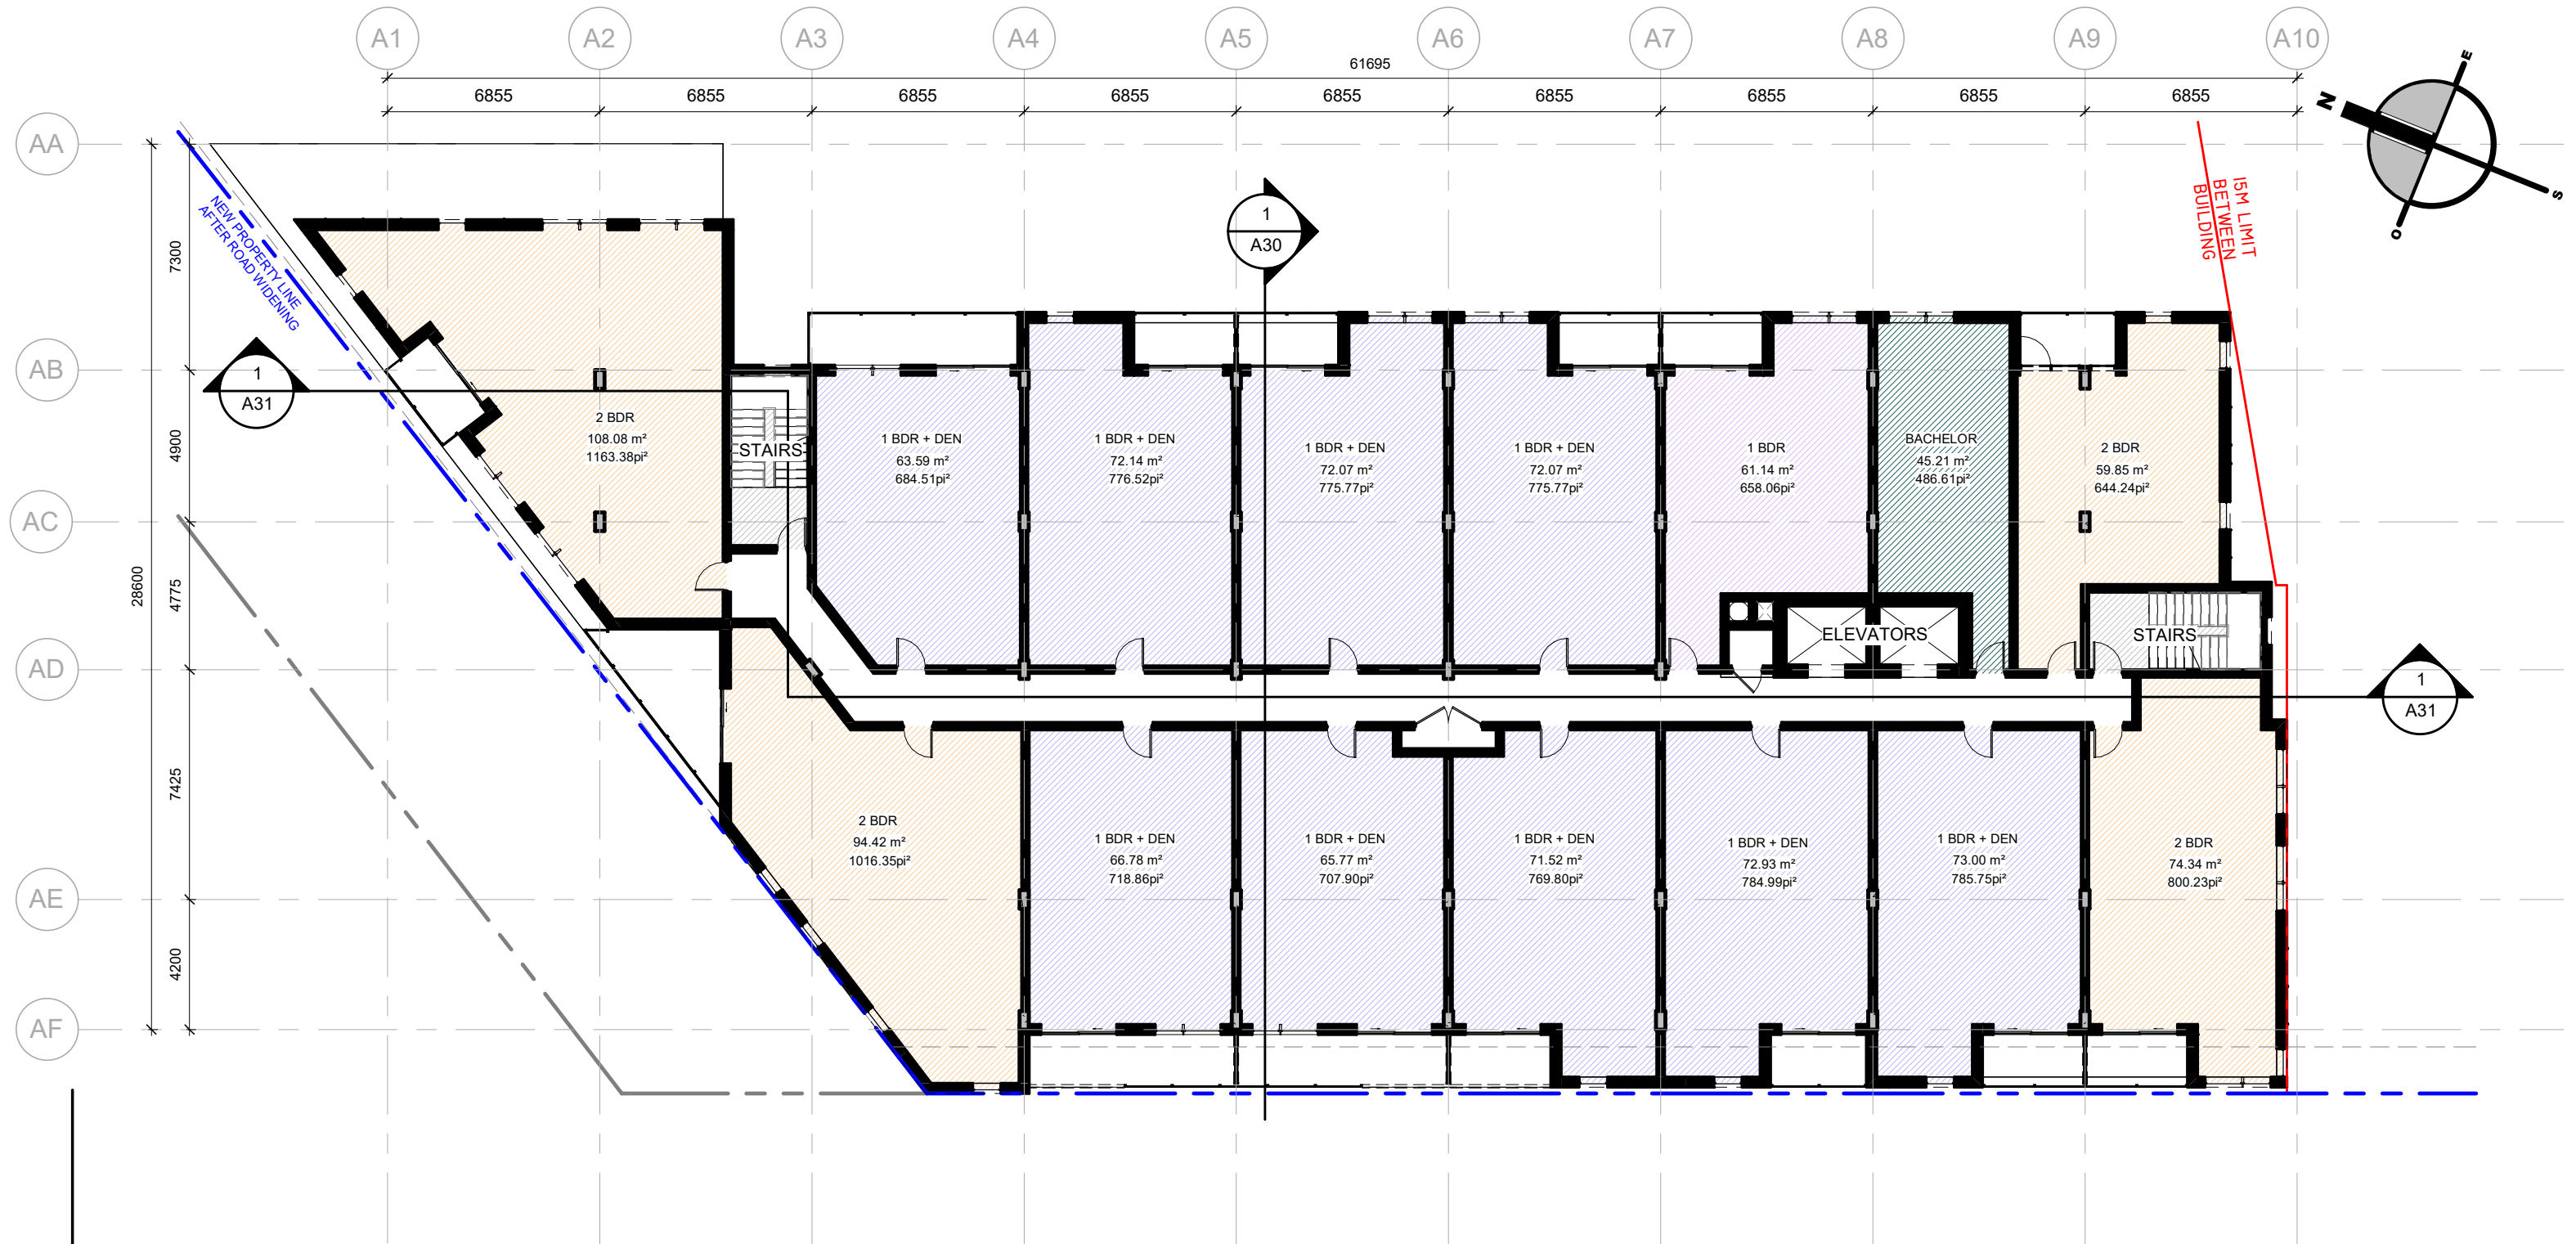 A1
A2
A3
A4
A5
A6
A7
A8
A9
A10
61695
6855
6855
6855
6855
6855
6855
6855
6855
6855
N
E
S
O
AA
AB
AC
AD
AE
AF
28600
7300
4900
4775
7425
4200
NEW PROPERTY LINE
AFTER ROAD WIDENING
15M LIMIT
BETWEEN
BUILDING
1
A30
1
A31
1
A31
2 BDR
108.08 m²
1163.38pi²
STAIRS
1 BDR + DEN
63.59 m²
684.51pi²
1 BDR + DEN
72.14 m²
776.52pi²
1 BDR + DEN
72.07 m²
775.77pi²
1 BDR + DEN
72.07 m²
775.77pi²
1 BDR
61.14 m²
658.06pi²
BACHELOR
45.21 m²
486.61pi²
2 BDR
59.85 m²
644.24pi²
ELEVATORS
STAIRS
2 BDR
94.42 m²
1016.35pi²
1 BDR + DEN
66.78 m²
718.86pi²
1 BDR + DEN
65.77 m²
707.90pi²
1 BDR + DEN
71.52 m²
769.80pi²
1 BDR + DEN
72.93 m²
784.99pi²
1 BDR + DEN
73.00 m²
785.75pi²
2 BDR
74.34 m²
800.23pi²